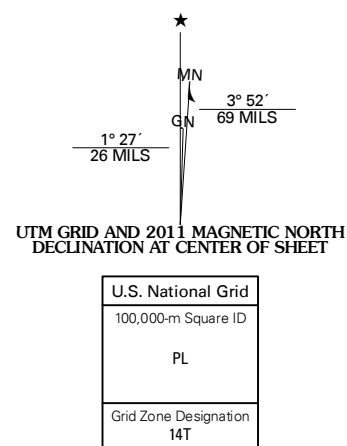 ★
MN
3° 52´
69 MILS
GN
1° 27´
26 MILS
UTM GRID AND 2011 MAGNETIC NORTH
DECLINATION AT CENTER OF SHEET
U.S. National Grid
100,000-m Square ID
PL
Grid Zone Designation
14T